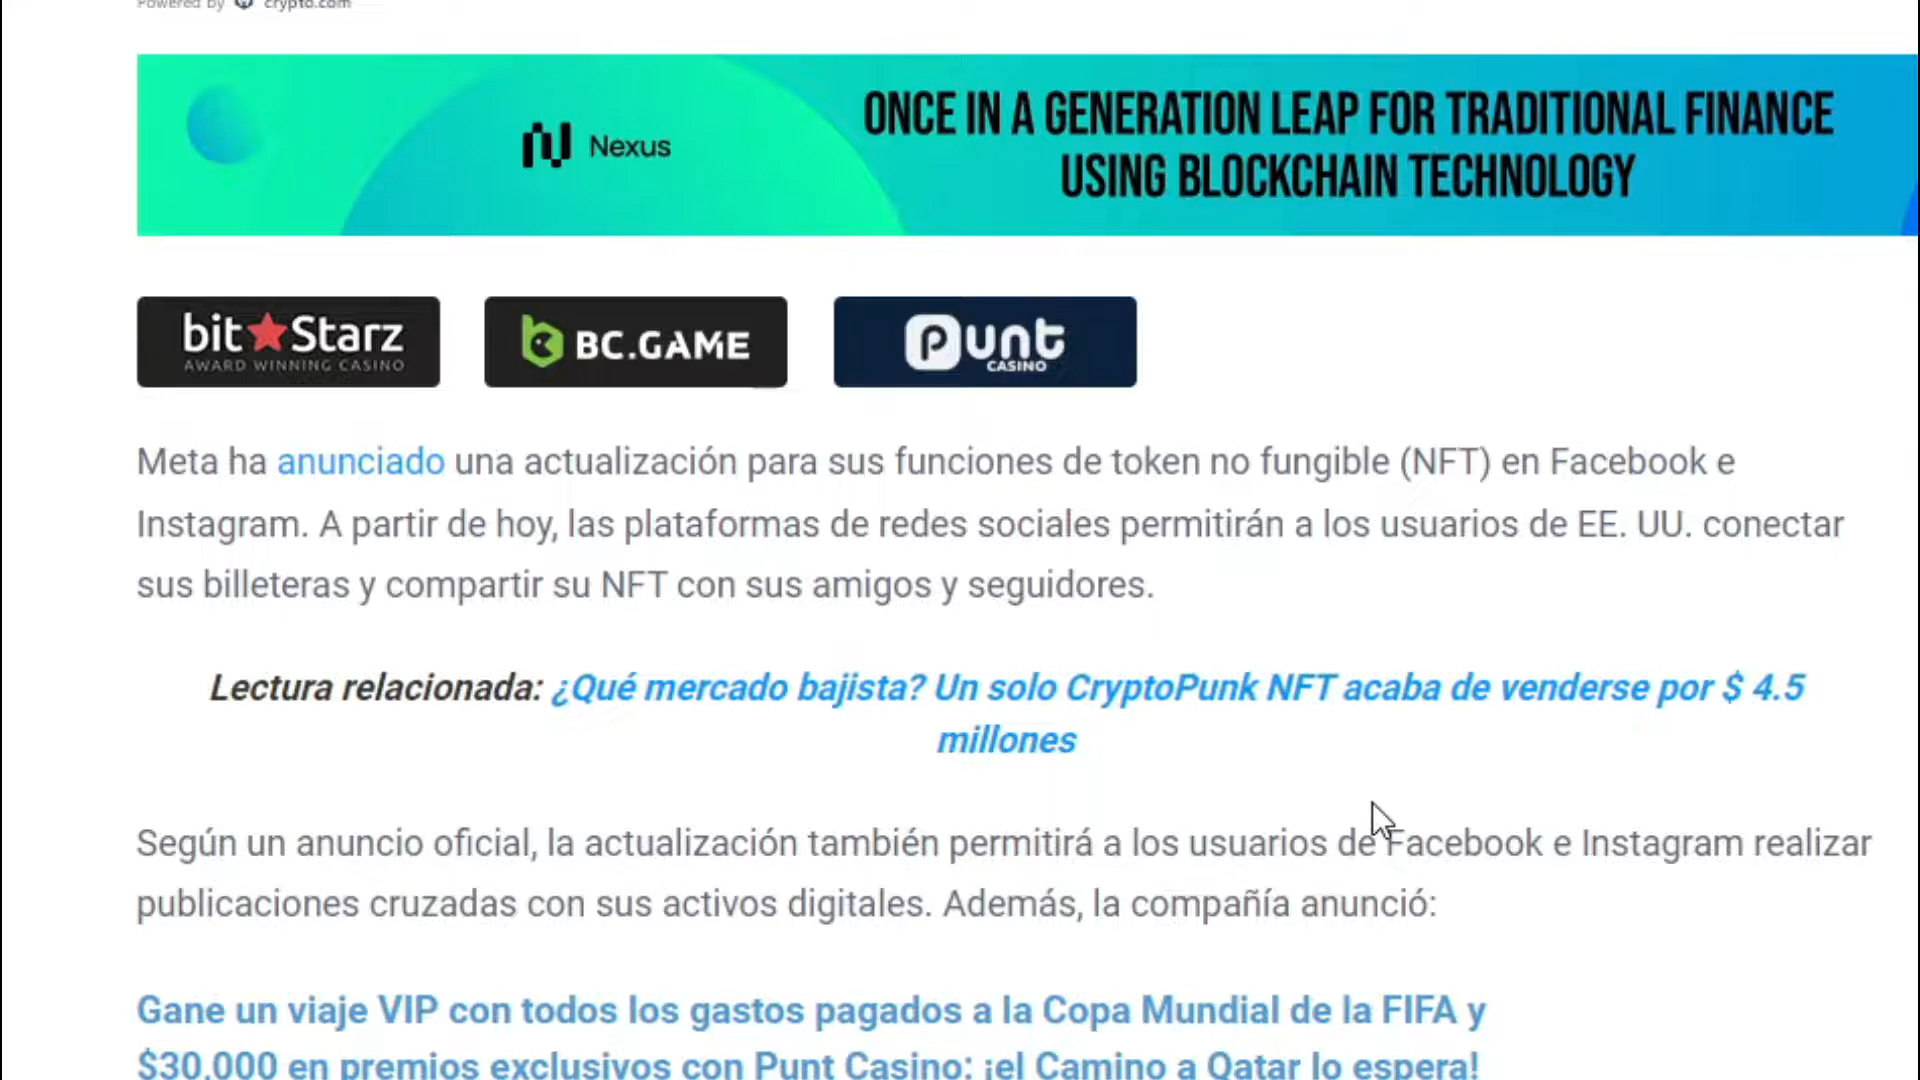 Powered by crypto.com
Nexus
ONCE IN A GENERATION LEAP FOR TRADITIONAL FINANCE
USING BLOCKCHAIN TECHNOLOGY
bit Starz
AWARD WINNING CASINO
BC.GAME
Punt
CASINO
Meta ha anunciado una actualización para sus funciones de token no fungible (NFT) en Facebook e
Instagram. A partir de hoy, las plataformas de redes sociales permitirán a los usuarios de EE. UU. conectar
sus billeteras y compartir su NFT con sus amigos y seguidores.
Lectura relacionada: ¿Qué mercado bajista? Un solo CryptoPunk NFT acaba de venderse por $ 4.5
millones
Según un anuncio oficial, la actualización también permitirá a los usuarios de Facebook e Instagram realizar
publicaciones cruzadas con sus activos digitales. Además, la compañía anunció:
Gane un viaje VIP con todos los gastos pagados a la Copa Mundial de la FIFA y
$30.000 en premios exclusivos con Punt Casino: ¡el Camino a Qatar lo espera!